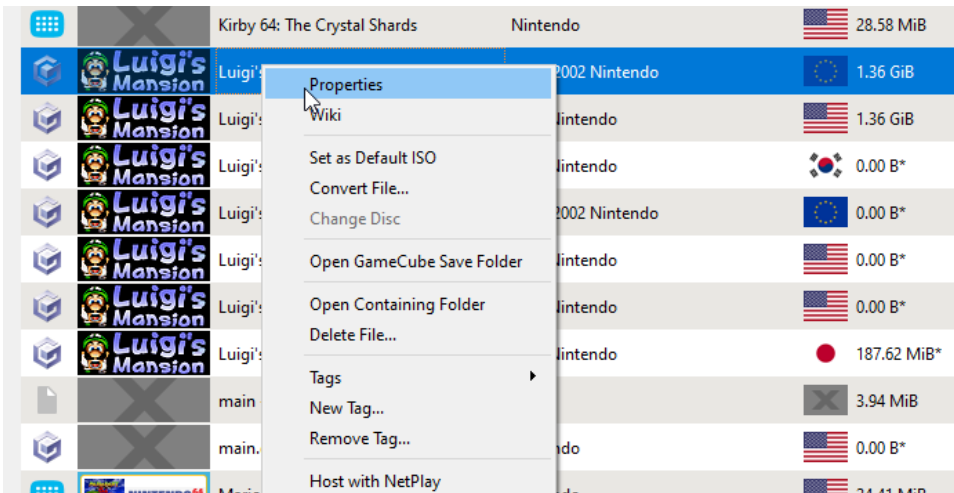 Kirby 64: The Crystal Shards Nintendo 28.58 MiB
Luigi's Mansion Luigi's 2002 Nintendo 1.36 GiB
Properties
Luigi's Mansion Luigi's Nintendo 1.36 GiB
Wiki
Luigi's Mansion Luigi's Nintendo 0.00 B*
Set as Default ISO
Convert File...
Luigi's Mansion Luigi's 2002 Nintendo 0.00 B*
Change Disc
Luigi's Mansion Luigi's Nintendo 0.00 B*
Open GameCube Save Folder
Luigi's Mansion Luigi's Nintendo 0.00 B*
Open Containing Folder
Delete File...
Luigi's Mansion Luigi's Nintendo 187.62 MiB*
Tags
main 3.94 MiB
New Tag...
Remove Tag...
main. ndo 0.00 B*
Host with NetPlay